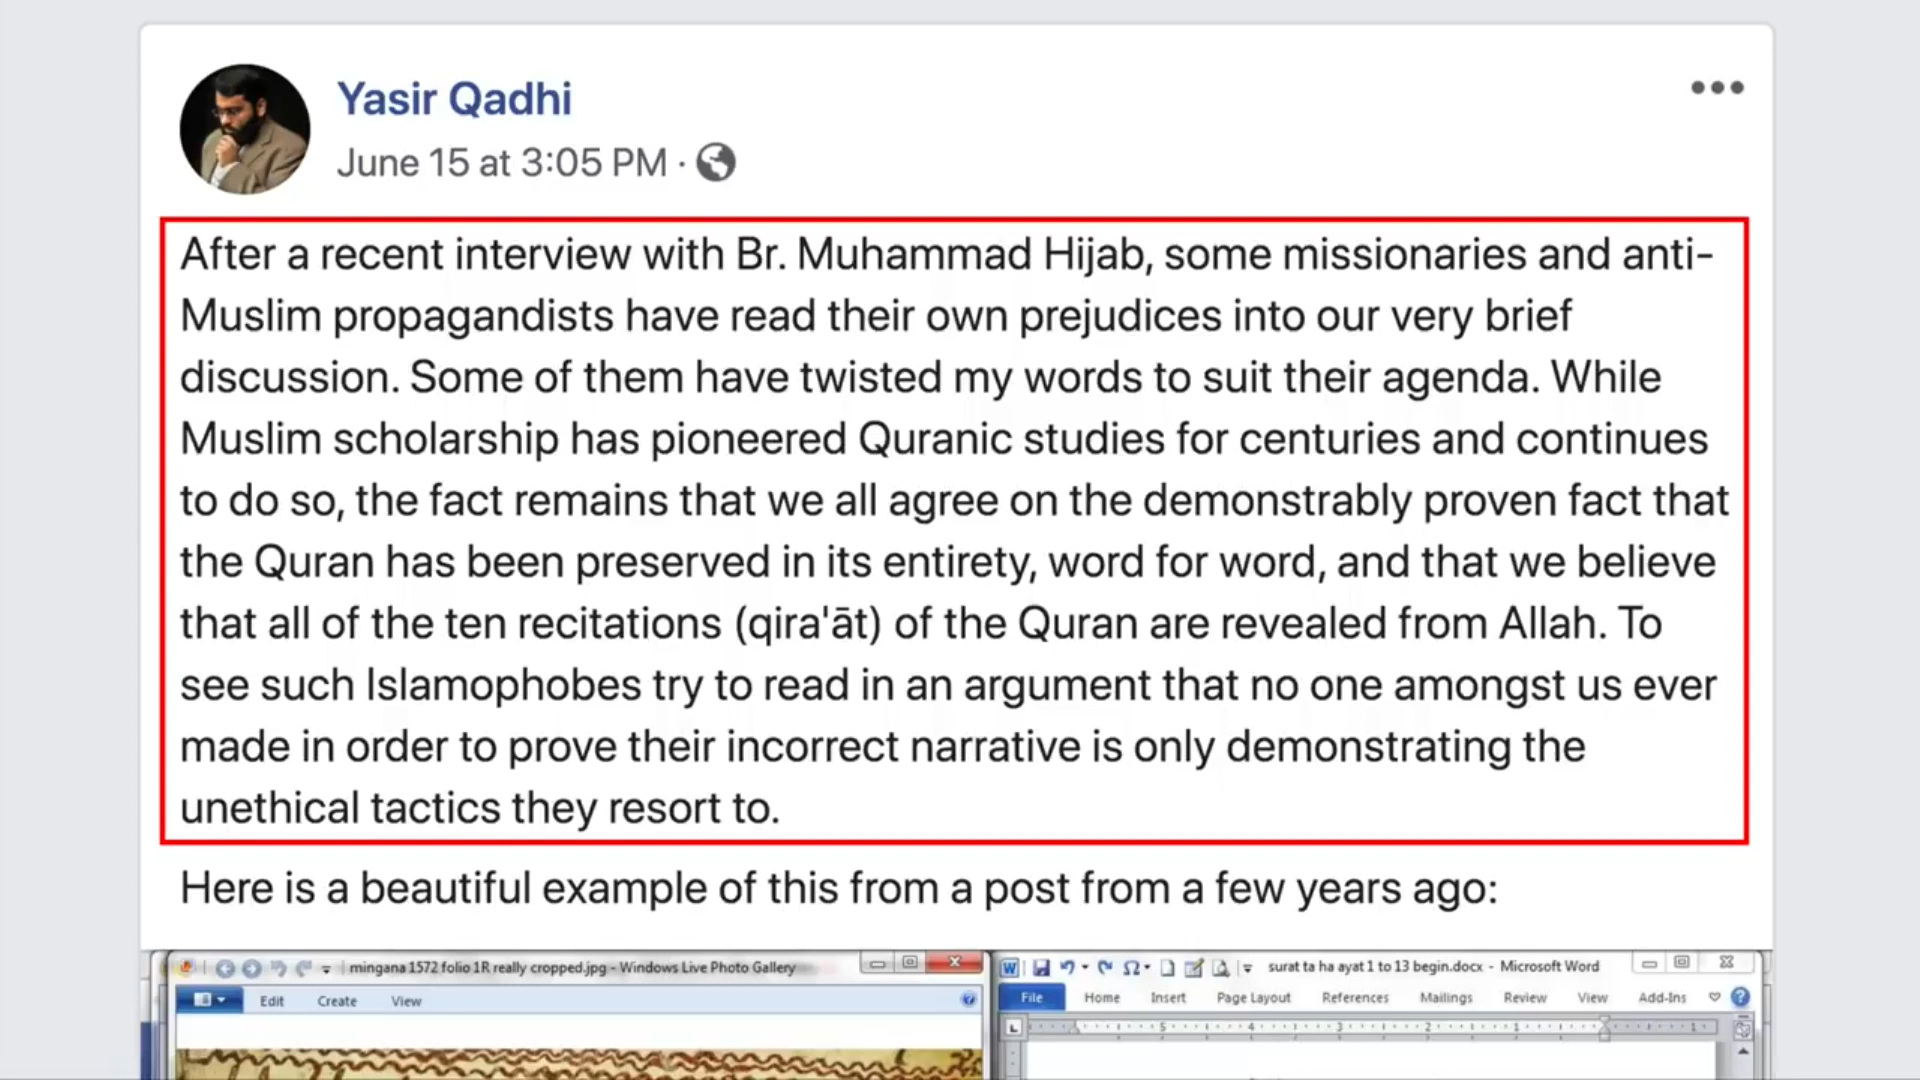 Yasir Qadhi
June 15 at 3:05 PM ·
After a recent interview with Br. Muhammad Hijab, some missionaries and anti-
Muslim propagandists have read their own prejudices into our very brief
discussion. Some of them have twisted my words to suit their agenda. While
Muslim scholarship has pioneered Quranic studies for centuries and continues
to do so, the fact remains that we all agree on the demonstrably proven fact that
the Quran has been preserved in its entirety, word for word, and that we believe
that all of the ten recitations (qira'āt) of the Quran are revealed from Allah. To
see such Islamophobes try to read in an argument that no one amongst us ever
made in order to prove their incorrect narrative is only demonstrating the
unethical tactics they resort to.
Here is a beautiful example of this from a post from a few years ago:
mingana 1572 folio 1R really cropped.jpg - Windows Live Photo Gallery
Edit Create View
surat ta ha ayat 1 to 13 begin.docx - Microsoft Word
File Home Insert Page Layout References Mailings Review View Add-Ins
5 4 3 2 1 1